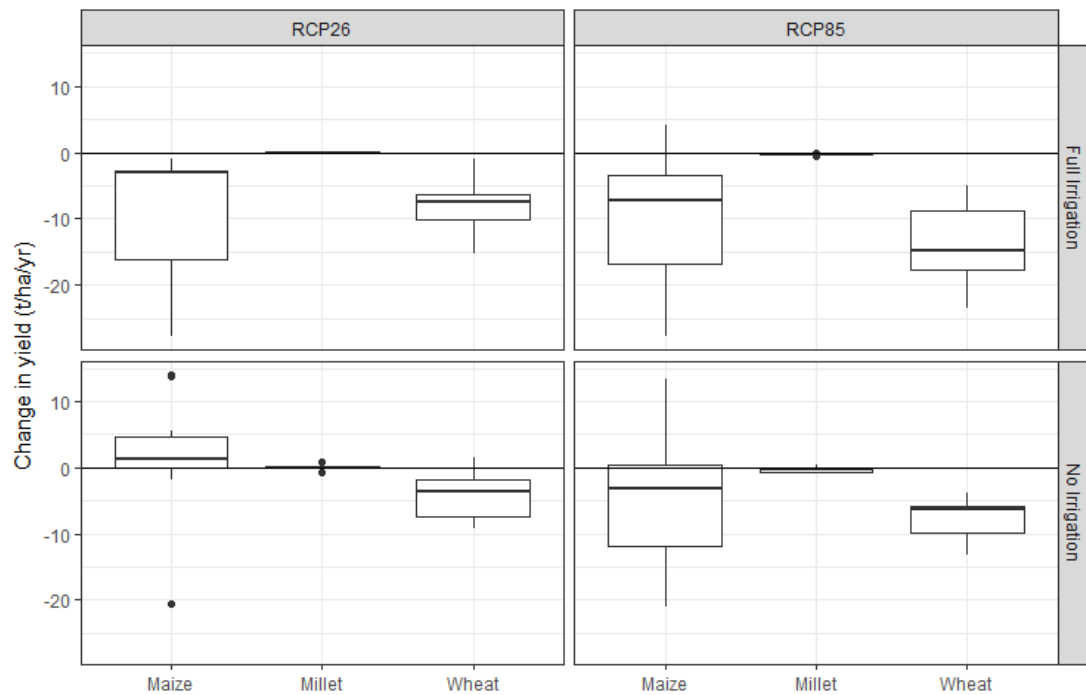 RCP26
RCP85
Change in yield (t/ha/yr)
10
0
-10
-20
Full Irrigation
10
0
-10
-20
No Irrigation
Maize
Millet
Wheat
Maize
Millet
Wheat